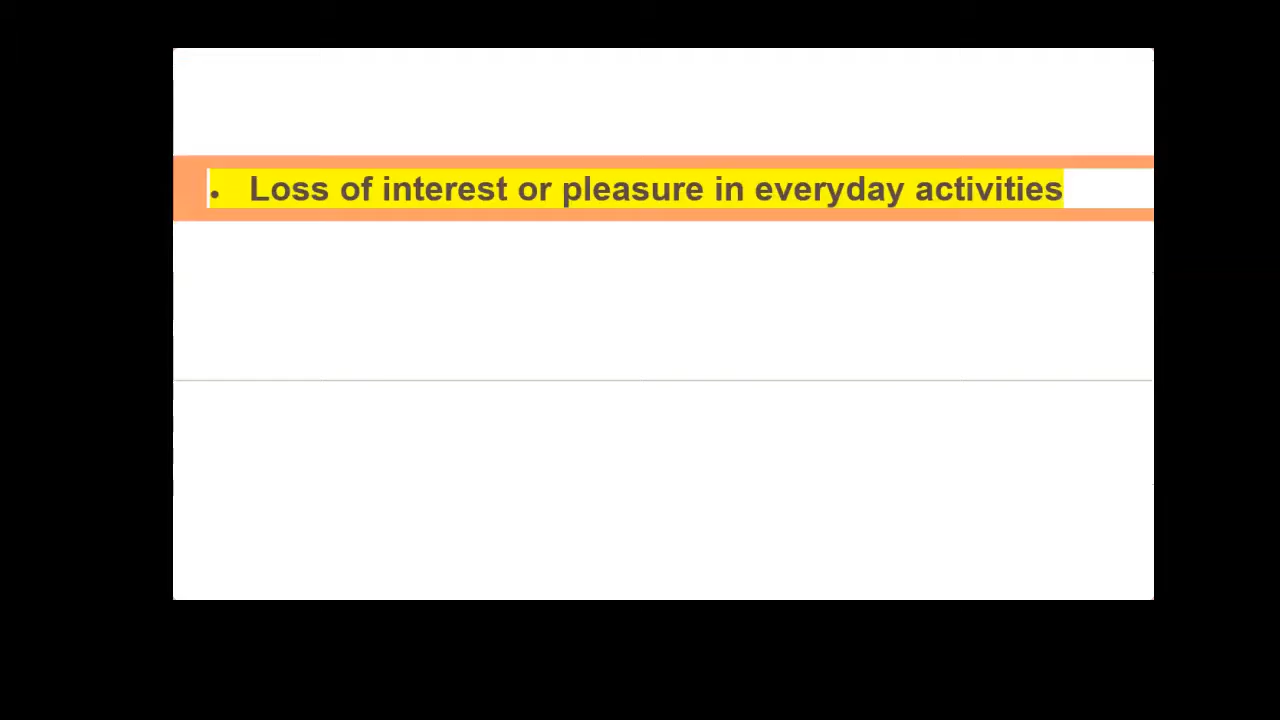 • Loss of interest or pleasure in everyday activities